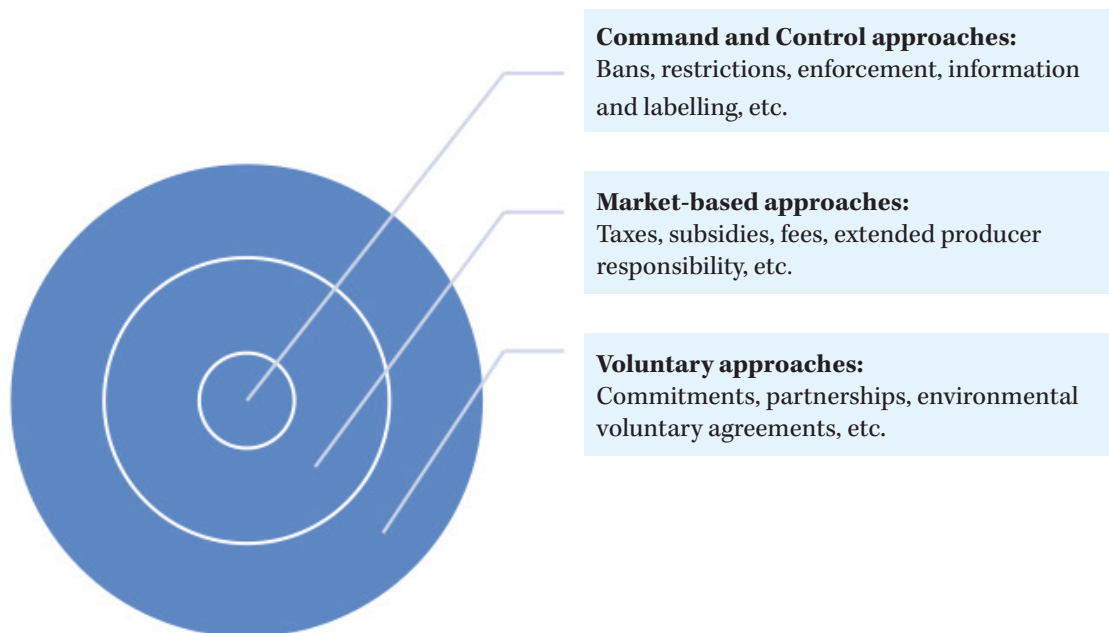 Command and Control approaches:
Bans, restrictions, enforcement, information
and labelling, etc.
Market-based approaches:
Taxes, subsidies, fees, extended producer
responsibility, etc.
Voluntary approaches:
Commitments, partnerships, environmental
voluntary agreements, etc.